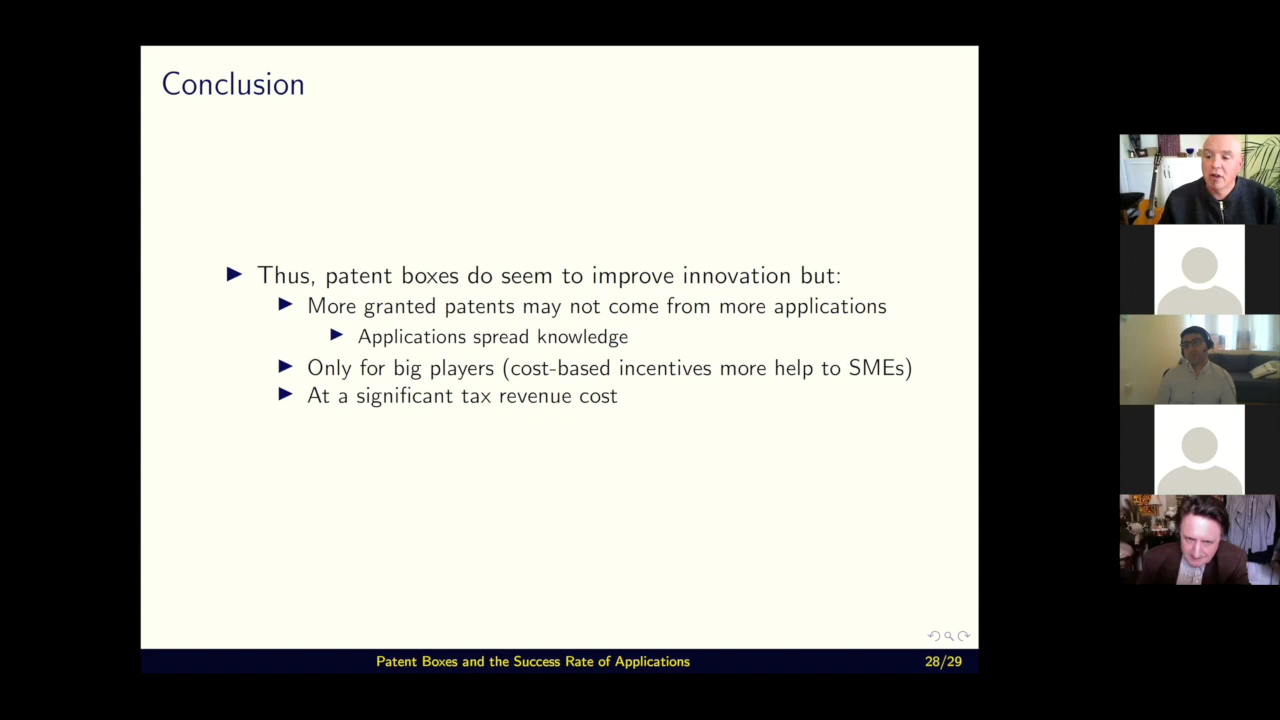 Conclusion
Thus, patent boxes do seem to improve innovation but:
More granted patents may not come from more applications
Applications spread knowledge
Only for big players (cost-based incentives more help to SMEs)
At a significant tax revenue cost
Patent Boxes and the Success Rate of Applications
28/29